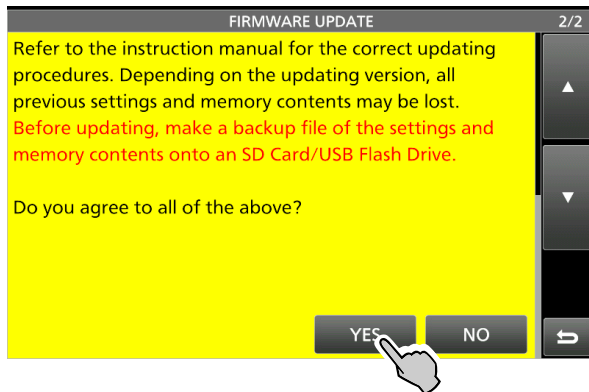 FIRMWARE UPDATE 2/2
Refer to the instruction manual for the correct updating
procedures. Depending on the updating version, all
previous settings and memory contents may be lost.
Before updating, make a backup file of the settings and
memory contents onto an SD Card/USB Flash Drive.
Do you agree to all of the above?
YES NO